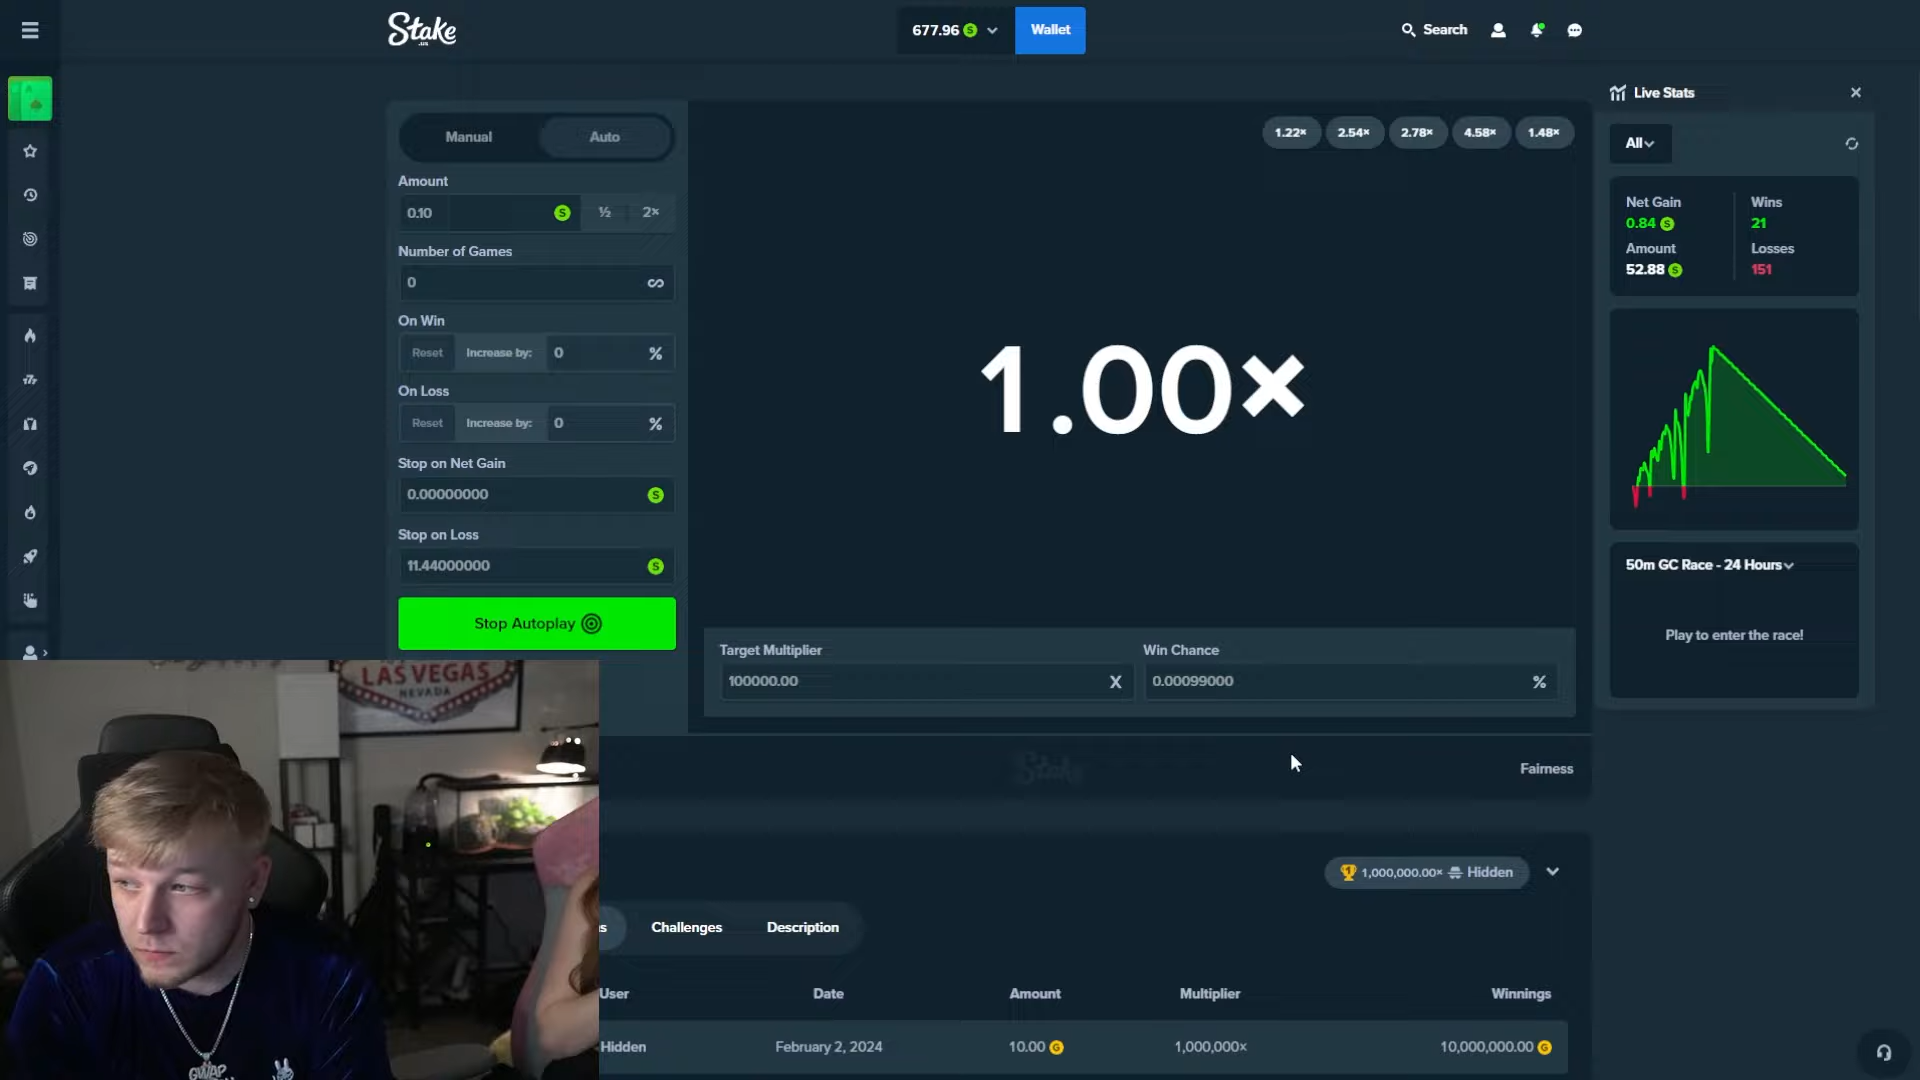 Stake
.us
677.96
Wallet
Search
Manual
Auto
Amount
0.10
½
2×
Number of Games
0
On Win
Reset
Increase by:
0
%
On Loss
Reset
Increase by:
0
%
Stop on Net Gain
0.00000000
Stop on Loss
11.44000000
Stop Autoplay
1.22×
2.54×
2.78×
4.58×
1.48×
1.00×
Target Multiplier
100000.00
X
Win Chance
0.00099000
%
Stake
Fairness
Live Stats
All
Net Gain
0.84
Wins
21
Amount
52.88
Losses
151
50m GC Race - 24 Hours
Play to enter the race!
1,000,000.00× Hidden
Challenges
Description
User
Date
Amount
Multiplier
Winnings
Hidden
February 2, 2024
10.00
1,000,000×
10,000,000.00
LAS VEGAS
NEVADA
GWAP